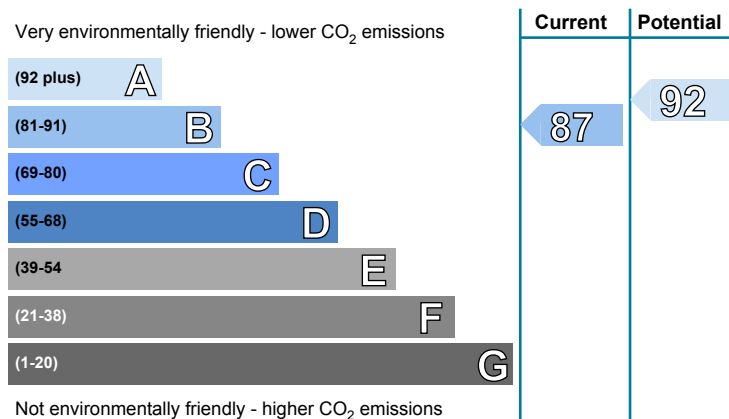 Very environmentally friendly - lower CO2 emissions
Current
Potential
(92 plus) A
(81-91) B
(69-80) C
(55-68) D
(39-54 E
(21-38) F
(1-20) G
87
92
Not environmentally friendly - higher CO2 emissions